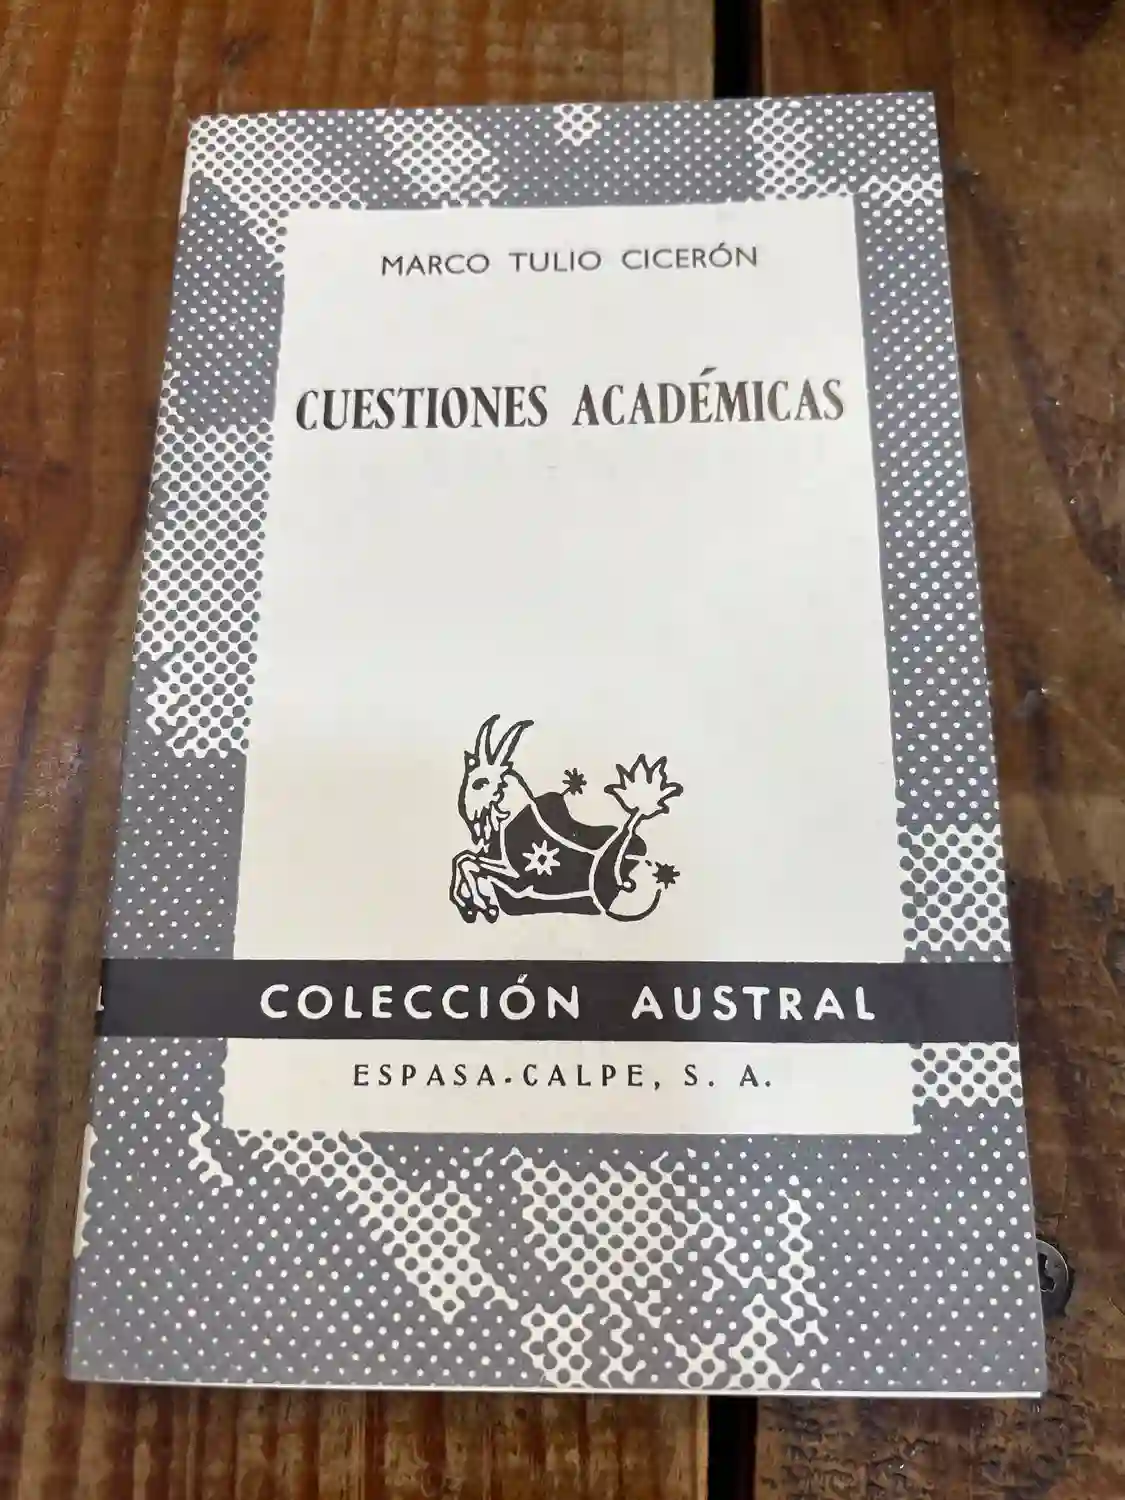 MARCO TULIO CICERÓN
CUESTIONES ACADÉMICAS
COLECCIÓN AUSTRAL
ESPASA-CALPE, S. A.